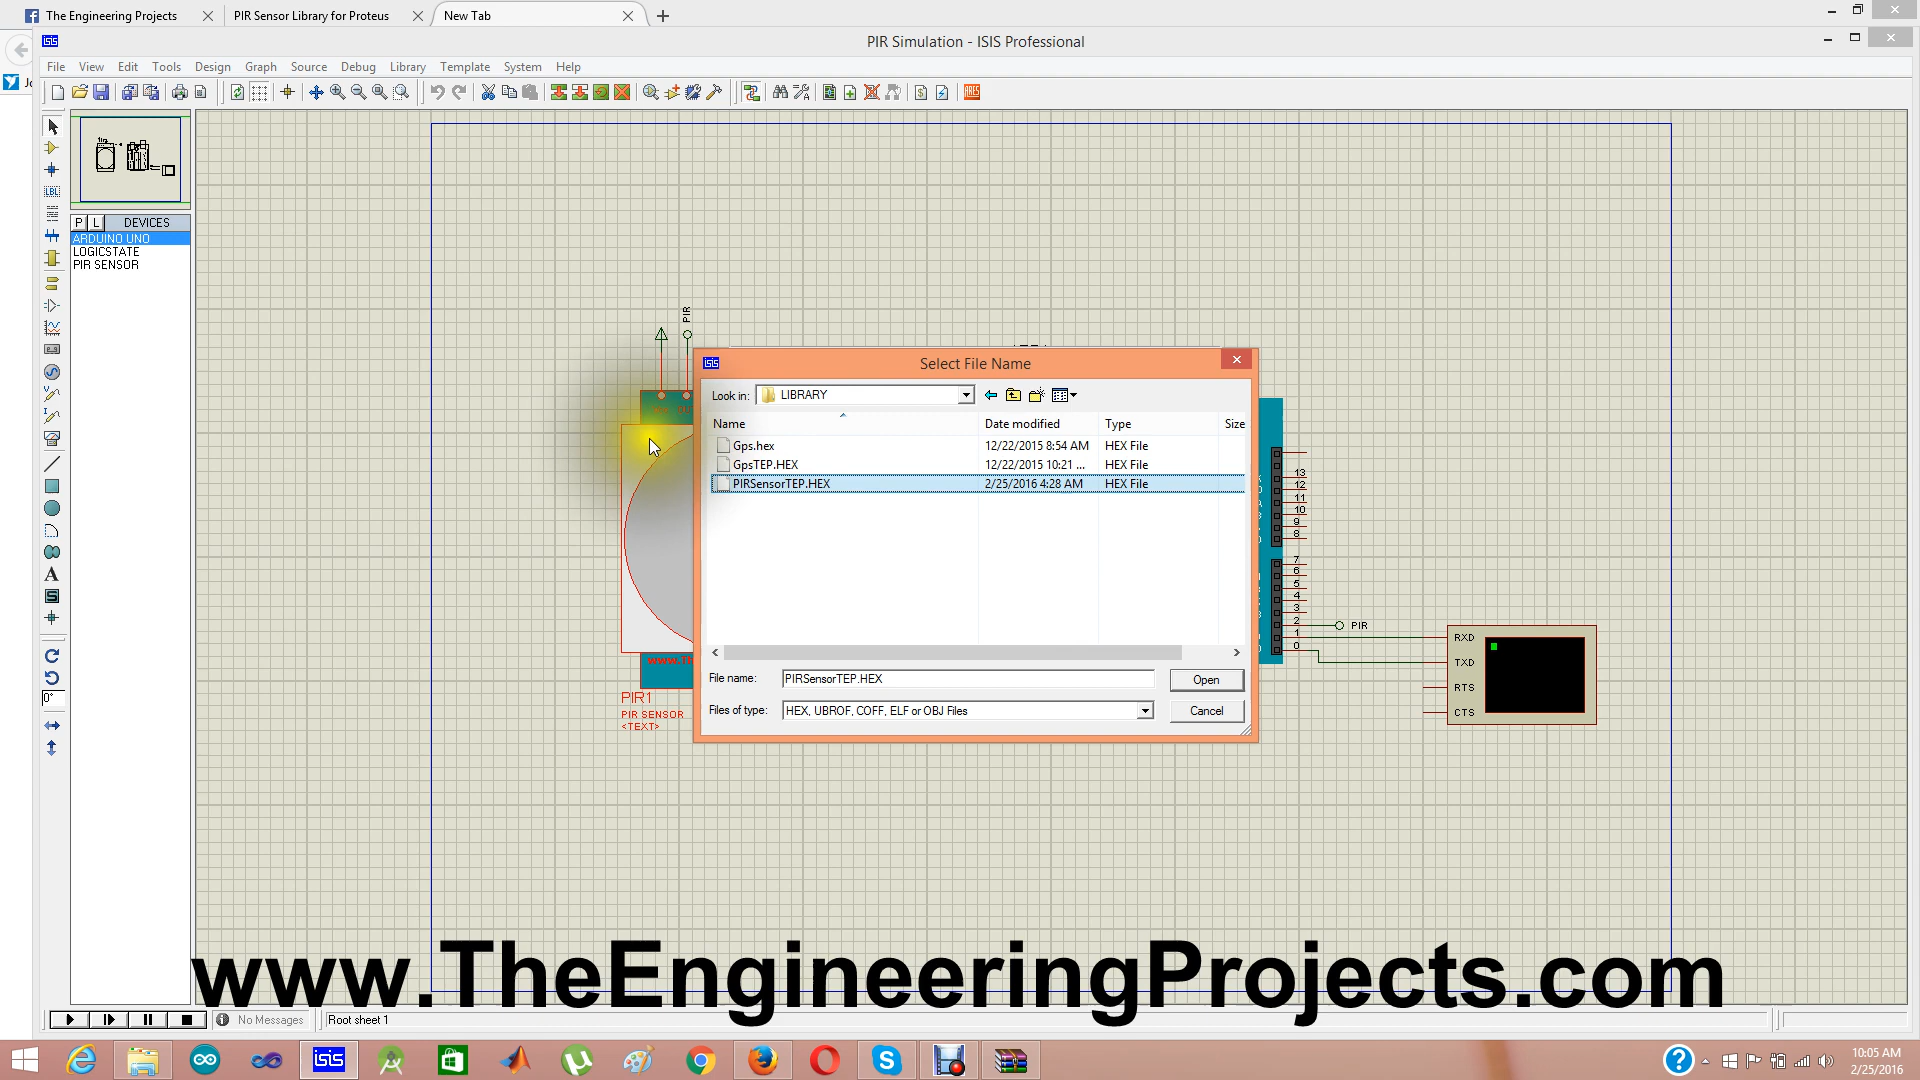 The Engineering Projects
PIR Sensor Library for Proteus
New Tab
PIR Simulation - ISIS Professional
File View Edit Tools Design Graph Source Debug Library Template System Help
P L DEVICES
ARDUINO UNO
LOGICSTATE
PIR SENSOR
PIR
Select File Name
Look in: LIBRARY
Name Date modified Type Size
Gps.hex 12/22/2015 8:54 AM HEX File
GpsTEP.HEX 12/22/2015 10:21 ... HEX File
PIRSensorTEP.HEX 2/25/2016 4:28 AM HEX File
File name: PIRSensorTEP.HEX Open
Files of type: HEX, UBROF, COFF, ELF or OBJ Files Cancel
13
12
11
10
9
8
7
6
5
4
3
2
1
0
PIR
RXD
TXD
RTS
CTS
www.Th
PIR1
PIR SENSOR
<TEXT>
0°
www.TheEngineeringProjects.com
No Messages Root sheet 1
10:05 AM
2/25/2016